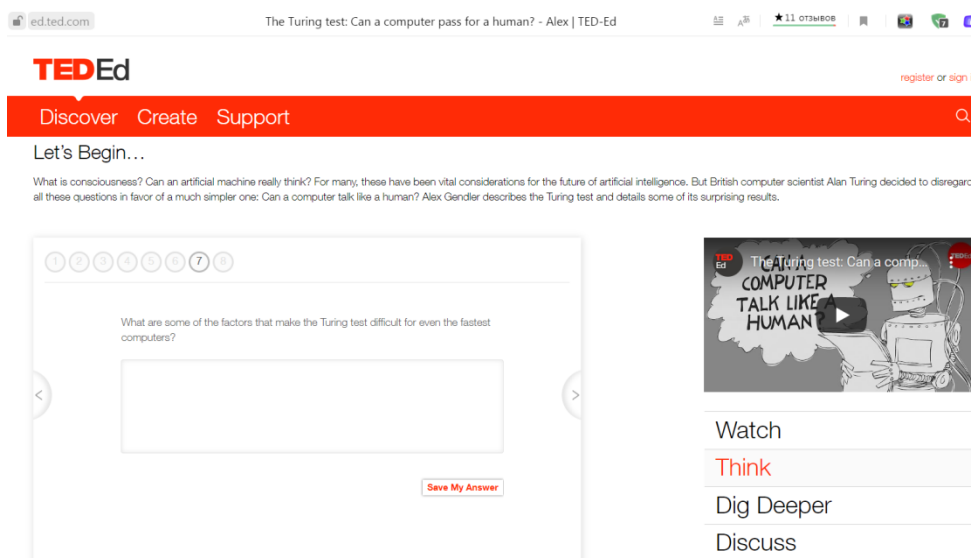 ed.ted.com
The Turing test: Can a computer pass for a human? - Alex | TED-Ed
★11 отзывов
7
TEDEd
register or sign
Discover Create Support
Let's Begin…
What is consciousness? Can an artificial machine really think? For many, these have been vital considerations for the future of artificial intelligence. But British computer scientist Alan Turing decided to disregard
all these questions in favor of a much simpler one: Can a computer talk like a human? Alex Gendler describes the Turing test and details some of its surprising results.
1 2 3 4 5 6 7 8
What are some of the factors that make the Turing test difficult for even the fastest
computers?
Save My Answer
TED
Ed
The Turing test: Can a comp...
CAN A
COMPUTER
TALK LIKE A
HUMAN?
Watch
Think
Dig Deeper
Discuss